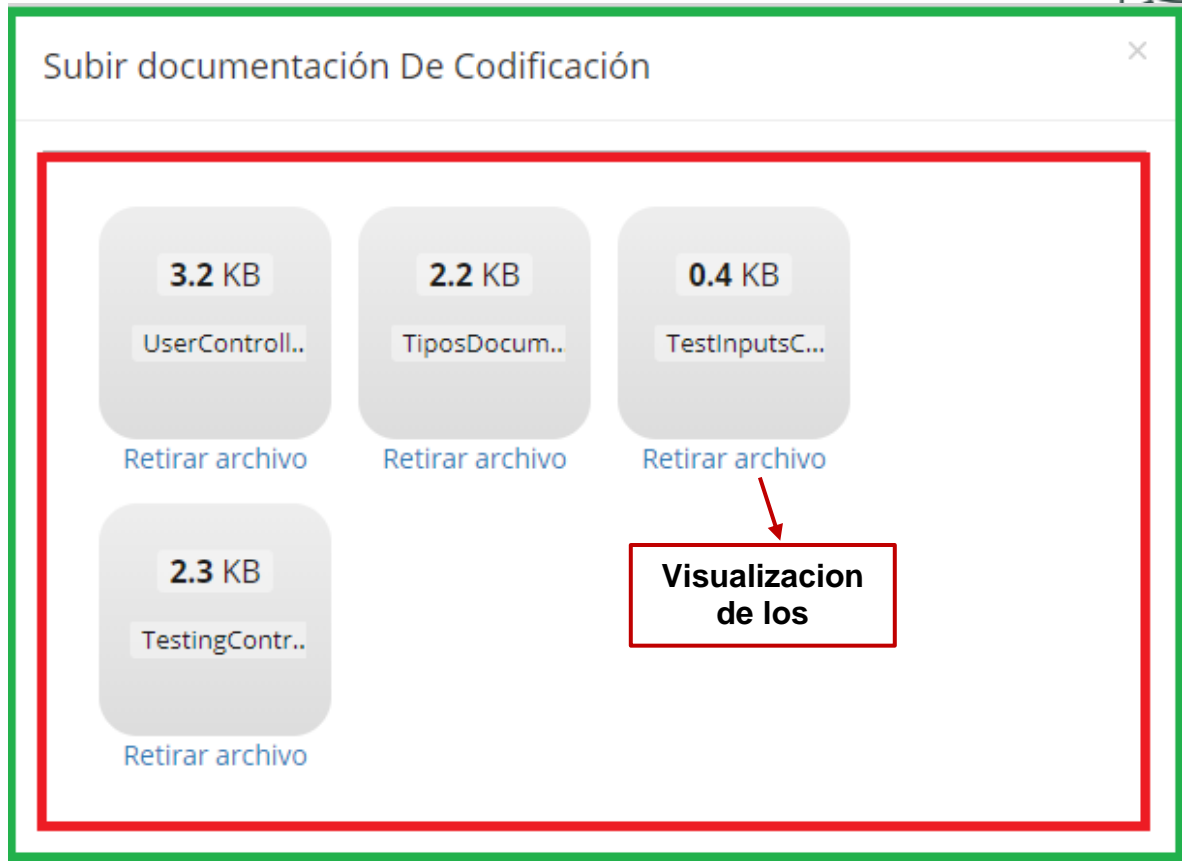 Subir documentación De Codificación ×
3.2 KB 2.2 KB 0.4 KB
UserControll.. TiposDocum.. TestInputsC...
Retirar archivo Retirar archivo Retirar archivo
2.3 KB
TestingContr..
Retirar archivo
Visualizacion
de los